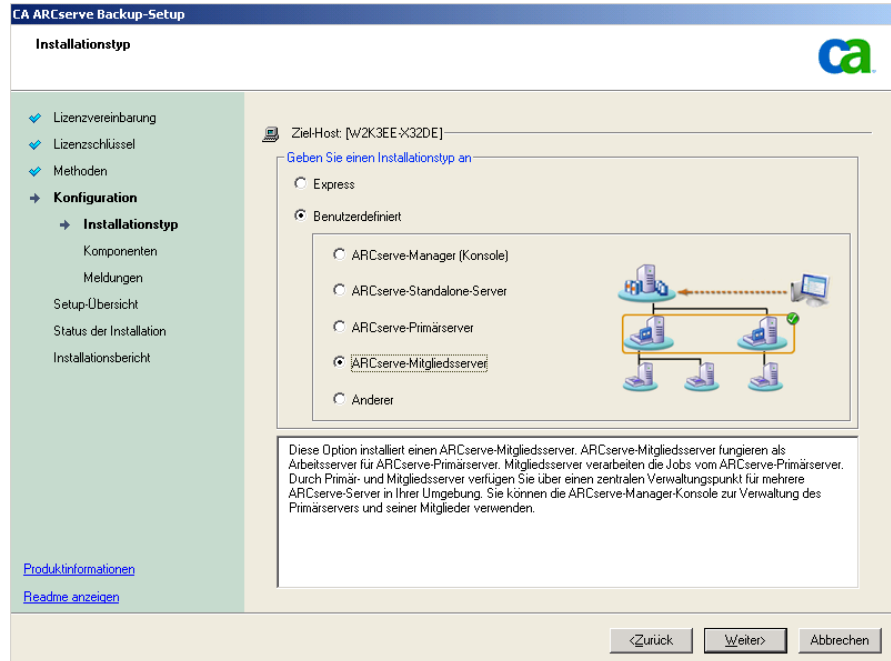 CA ARCserve Backup-Setup
Installationstyp
ca
Lizenzvereinbarung
Lizenzschlüssel
Methoden
Konfiguration
Installationstyp
Komponenten
Meldungen
Setup-Übersicht
Status der Installation
Installationsbericht
Produktinformationen
Readme anzeigen
Ziel-Host: [W2K3EE-X32DE]
Geben Sie einen Installationstyp an
Express
Benutzerdefiniert
ARCserve-Manager (Konsole)
ARCserve-Standalone-Server
ARCserve-Primärserver
ARCserve-Mitgliedsserver
Anderer
Diese Option installiert einen ARCserve-Mitgliedsserver. ARCserve-Mitgliedsserver fungieren als
Arbeitsserver für ARCserve-Primärserver. Mitgliedsserver verarbeiten die Jobs vom ARCserve-Primärserver.
Durch Primär- und Mitgliedsserver verfügen Sie über einen zentralen Verwaltungspunkt für mehrere
ARCserve-Server in Ihrer Umgebung. Sie können die ARCserve-Manager-Konsole zur Verwaltung des
Primärservers und seiner Mitglieder verwenden.
<Zurück
Weiter>
Abbrechen